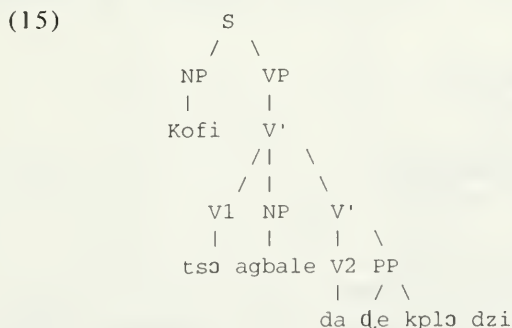 (15) S
/ \
NP VP
| |
Kofi V'
/| \
/ | \
V1 NP V'
| | | \
tsɔ agbale V2 PP
| / \
da ɖe kplɔ dzi